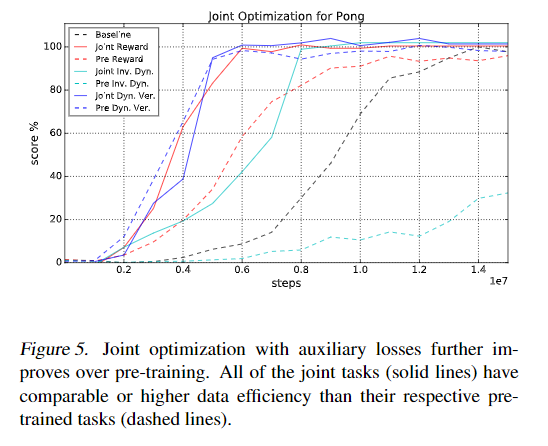 Joint Optimization for Pong
Baseline
Joint Reward
Pre Reward
Joint Inv. Dyn.
Pre Inv. Dyn.
Joint Dyn. Ver.
Pre Dyn. Ver.
100
80
60
40
20
0
score %
0.2 0.4 0.6 0.8 1.0 1.2 1.4
1e7
steps
Figure 5. Joint optimization with auxiliary losses further im-
proves over pre-training. All of the joint tasks (solid lines) have
comparable or higher data efficiency than their respective pre-
trained tasks (dashed lines).